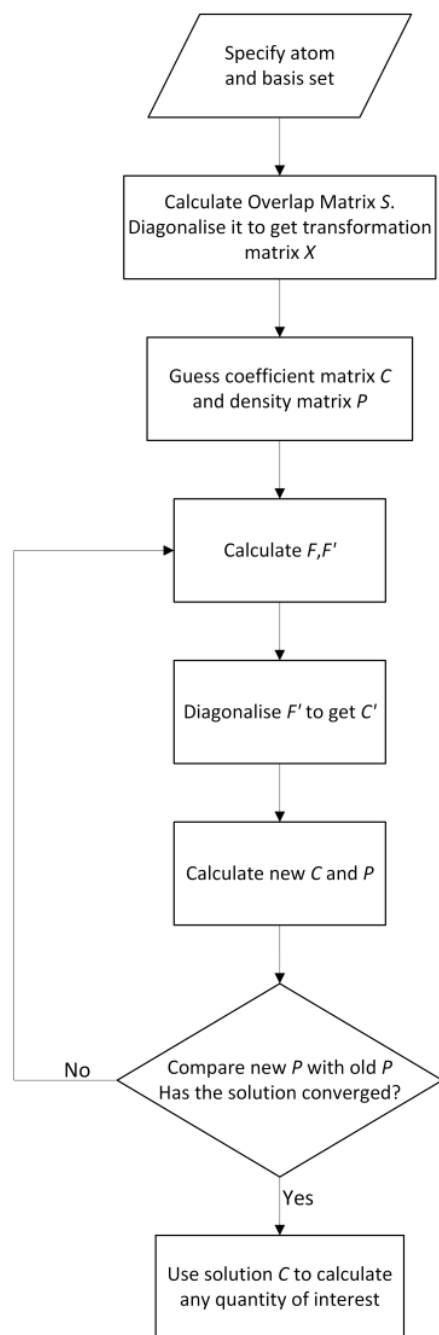 Specify atom
and basis set
Calculate Overlap Matrix S.
Diagonalise it to get transformation
matrix X
Guess coefficient matrix C
and density matrix P
Calculate F,F'
Diagonalise F' to get C'
Calculate new C and P
Compare new P with old P
Has the solution converged?
No
Yes
Use solution C to calculate
any quantity of interest